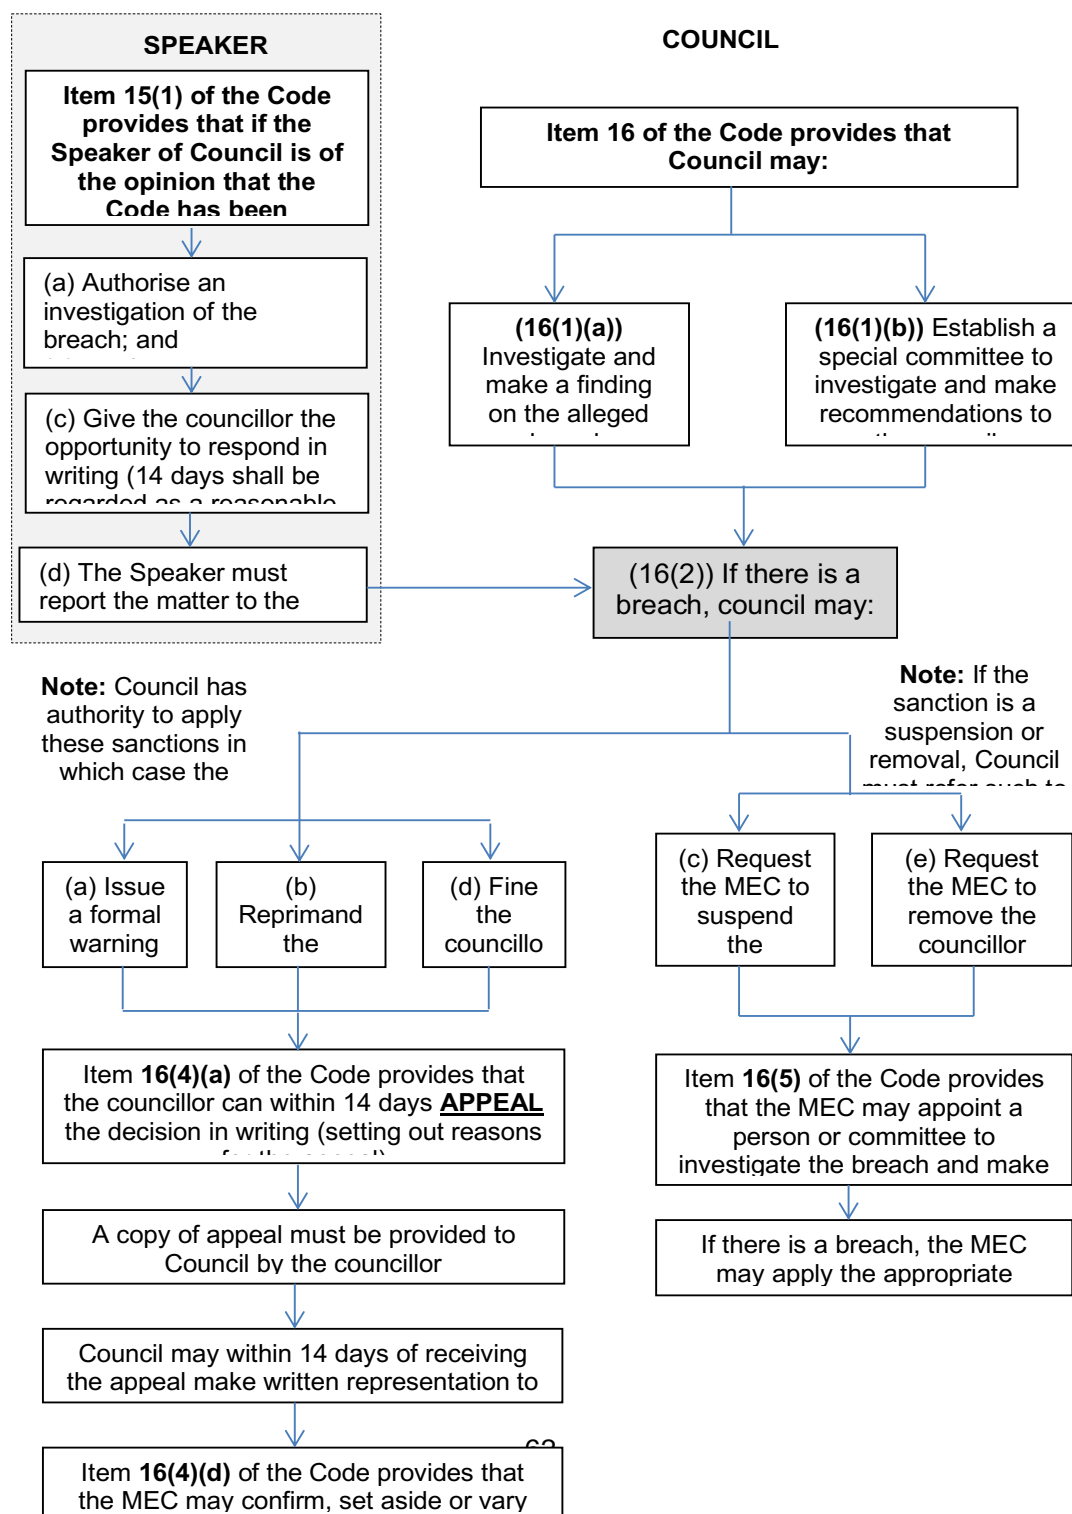 SPEAKER
Item 15(1) of the Code
provides that if the
Speaker of Council is of
the opinion that the
Code has been
(a) Authorise an
investigation of the
breach; and
(c) Give the councillor the
opportunity to respond in
writing (14 days shall be
regarded as a reasonable
(d) The Speaker must
report the matter to the
COUNCIL
Item 16 of the Code provides that
Council may:
(16(1)(a))
Investigate and
make a finding
on the alleged
(16(1)(b)) Establish a
special committee to
investigate and make
recommendations to
(16(2)) If there is a
breach, council may:
Note: Council has
authority to apply
these sanctions in
which case the
Note: If the
sanction is a
suspension or
removal, Council
must refer such to
(a) Issue
a formal
warning
(b)
Reprimand
the
(d) Fine
the
councillo
(c) Request
the MEC to
suspend
the
(e) Request
the MEC to
remove the
councillor
Item 16(4)(a) of the Code provides that
the councillor can within 14 days APPEAL
the decision in writing (setting out reasons
for the appeal)
A copy of appeal must be provided to
Council by the councillor
Council may within 14 days of receiving
the appeal make written representation to
Item 16(4)(d) of the Code provides that
the MEC may confirm, set aside or vary
Item 16(5) of the Code provides
that the MEC may appoint a
person or committee to
investigate the breach and make
If there is a breach, the MEC
may apply the appropriate